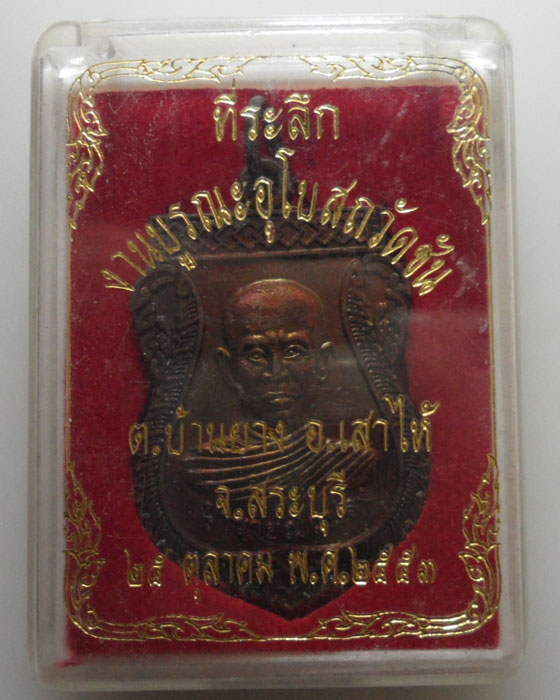 ที่ระลึก
งานบูรณะอุโบสถวัดชัน
ต.บ้านยาง อ.เสาไห้
จ.สระบุรี
๒๕ ตุลาคม พ.ศ.๒๕๕๓